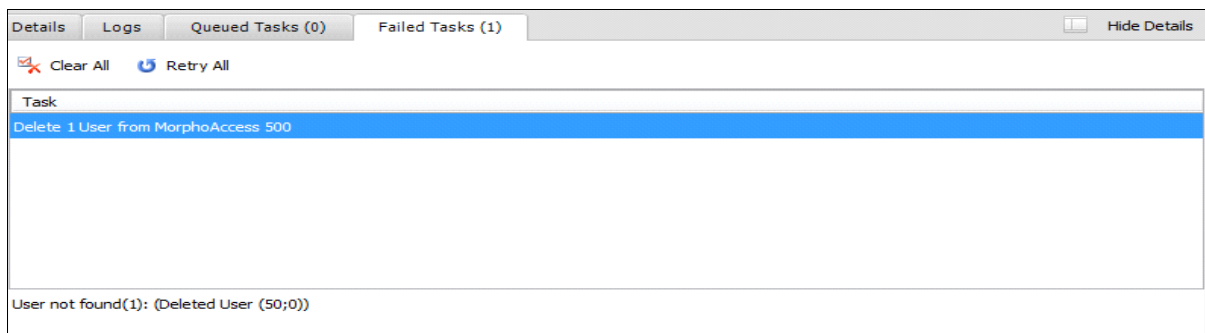 Details Logs Queued Tasks (0) Failed Tasks (1) Hide Details
Clear All Retry All
Task
Delete 1 User from MorphoAccess 500
User not found(1): (Deleted User (50;0))